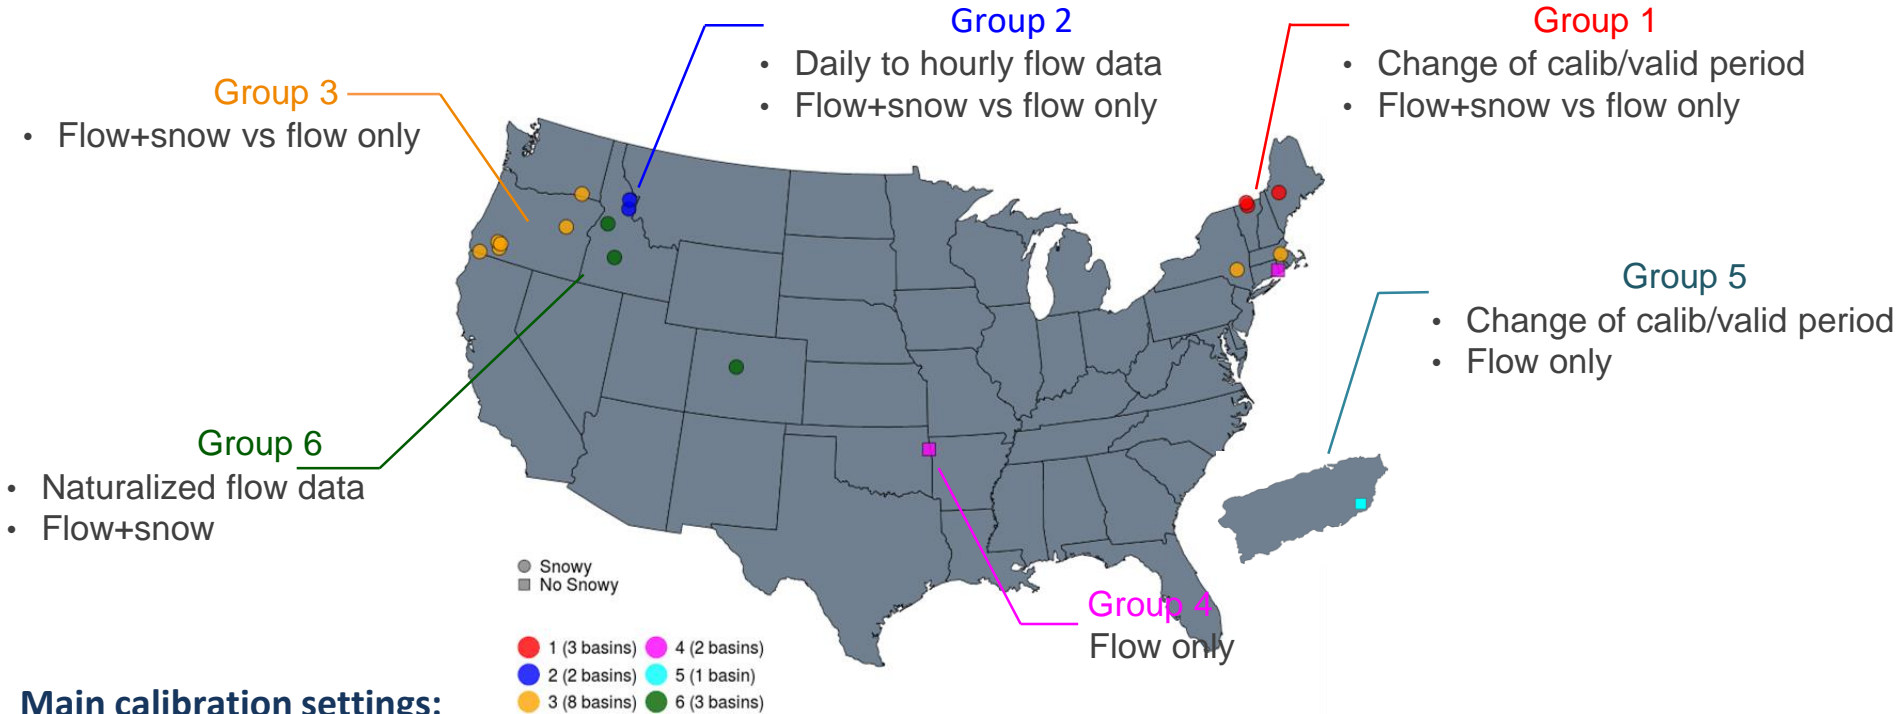 Group 2
• Daily to hourly flow data
• Flow+snow vs flow only
Group 1
• Change of calib/valid period
• Flow+snow vs flow only
Group 3
• Flow+snow vs flow only
Group 5
• Change of calib/valid period
• Flow only
Group 6
• Naturalized flow data
• Flow+snow
Group 4
Flow only
Snowy
No Snowy
1 (3 basins)
4 (2 basins)
2 (2 basins)
5 (1 basin)
3 (8 basins)
6 (3 basins)
Main calibration settings: